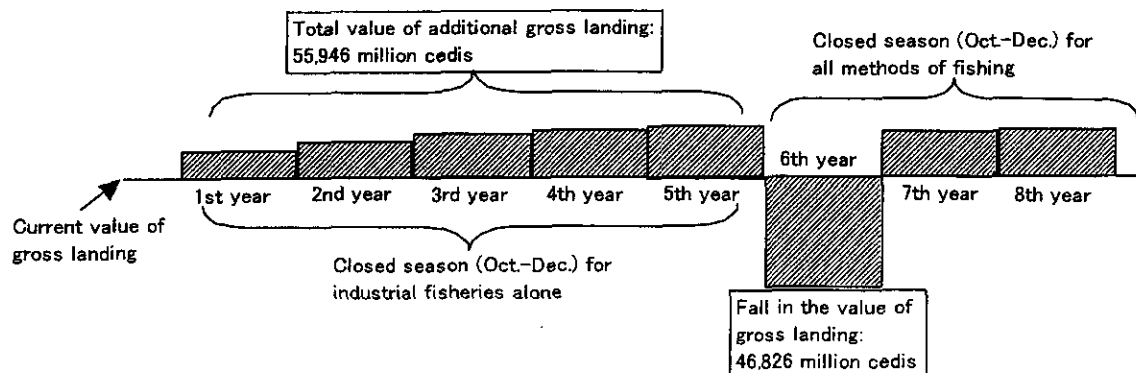 Total value of additional gross landing:
55,946 million cedis
Closed season (Oct.-Dec.) for
all methods of fishing
1st year
2nd year
3rd year
4th year
5th year
6th year
7th year
8th year
Current value of
gross landing
Closed season (Oct.-Dec.) for
industrial fisheries alone
Fall in the value of
gross landing:
46,826 million cedis